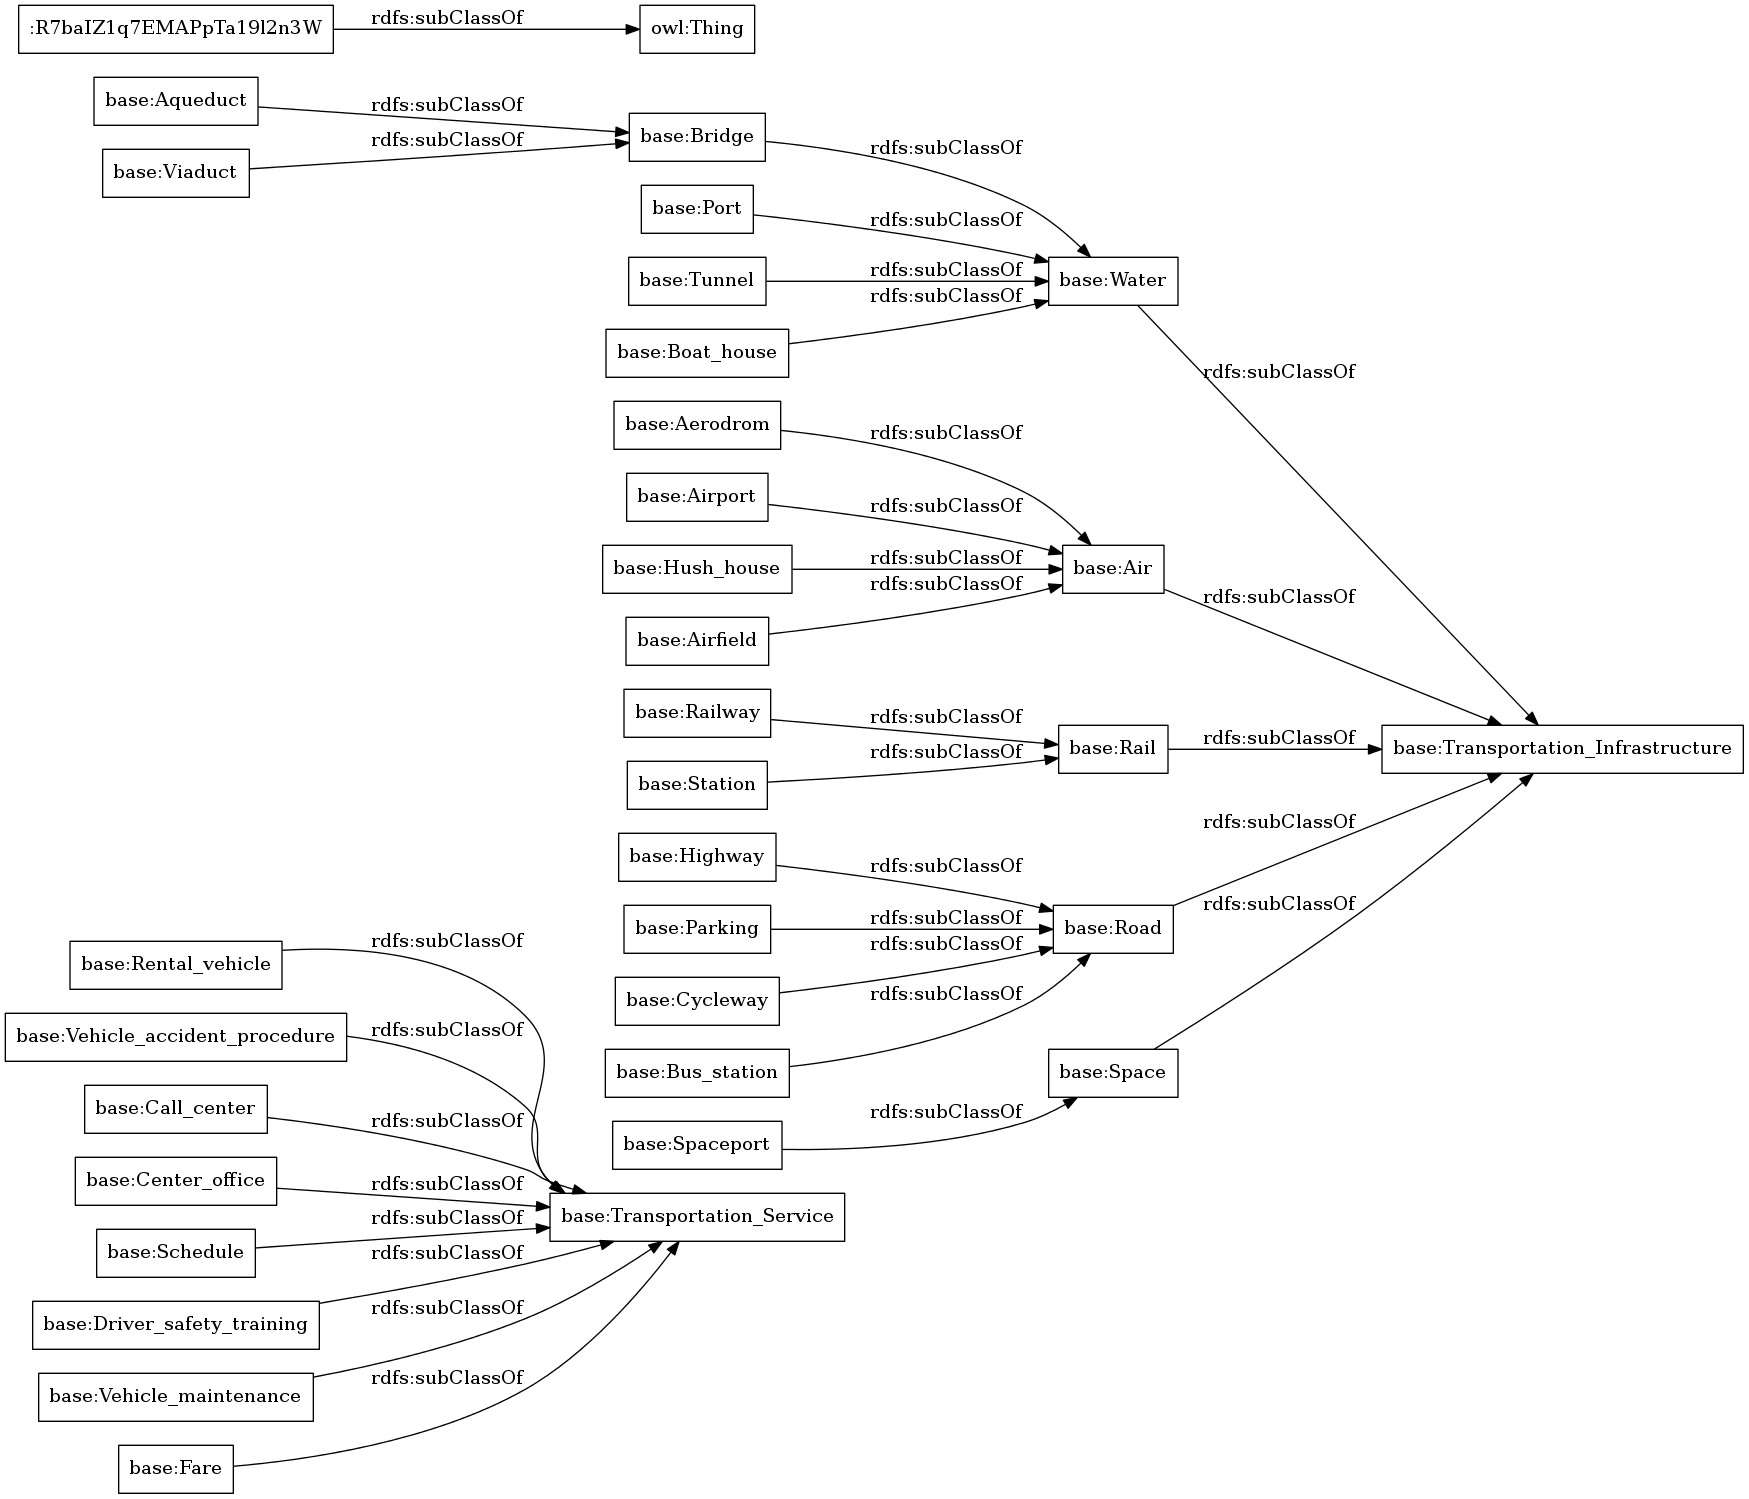 :R7baIZ1q7EMAPpTa19l2n3W
rdfs:subClassOf
owl:Thing
base:Aqueduct
rdfs:subClassOf
base:Viaduct
rdfs:subClassOf
base:Bridge
rdfs:subClassOf
base:Port
rdfs:subClassOf
base:Tunnel
rdfs:subClassOf
base:Boat_house
rdfs:subClassOf
base:Water
rdfs:subClassOf
base:Aerodrom
rdfs:subClassOf
base:Airport
rdfs:subClassOf
base:Hush_house
rdfs:subClassOf
base:Airfield
rdfs:subClassOf
base:Air
rdfs:subClassOf
base:Railway
rdfs:subClassOf
base:Station
rdfs:subClassOf
base:Rail
rdfs:subClassOf
base:Transportation_Infrastructure
base:Highway
rdfs:subClassOf
base:Parking
rdfs:subClassOf
base:Cycleway
rdfs:subClassOf
base:Bus_station
rdfs:subClassOf
base:Road
rdfs:subClassOf
base:Space
rdfs:subClassOf
base:Spaceport
rdfs:subClassOf
base:Rental_vehicle
rdfs:subClassOf
base:Vehicle_accident_procedure
rdfs:subClassOf
base:Call_center
rdfs:subClassOf
base:Center_office
rdfs:subClassOf
base:Schedule
rdfs:subClassOf
base:Transportation_Service
base:Driver_safety_training
rdfs:subClassOf
base:Vehicle_maintenance
rdfs:subClassOf
base:Fare
rdfs:subClassOf